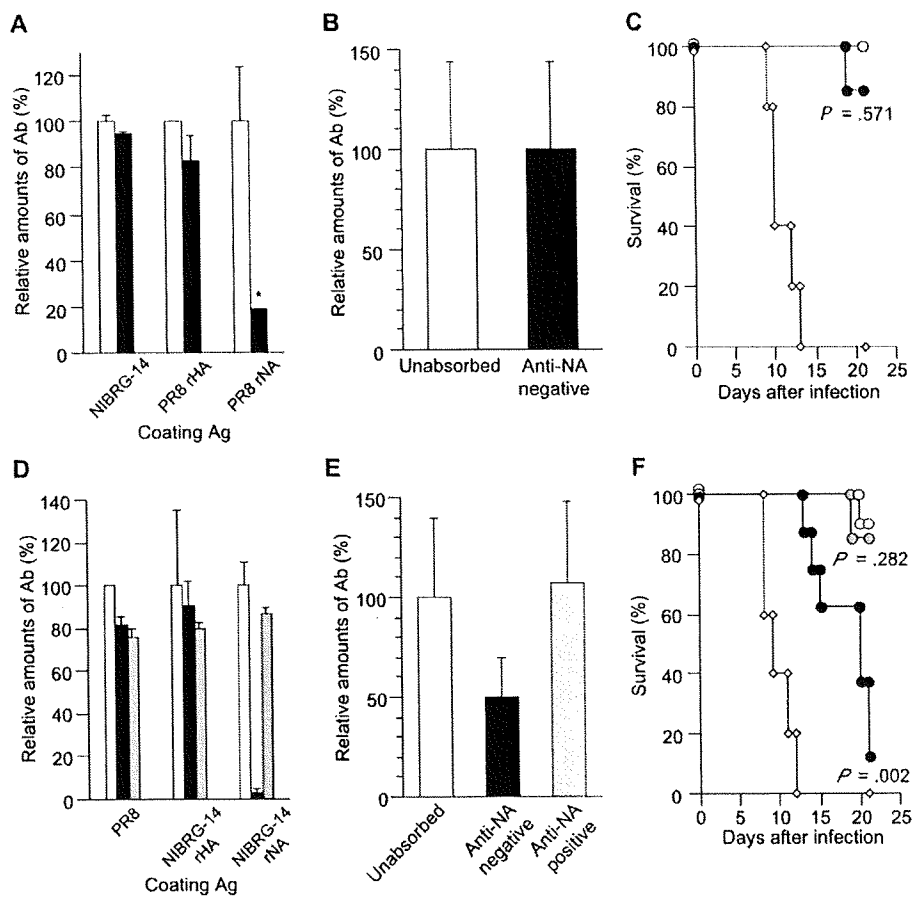 A
Relative amounts of Ab (%)
120
100
80
60
40
20
0
*
NIBRG-14
PR8 rHA
PR8 rNA
Coating Ag
B
Relative amounts of Ab (%)
150
100
50
0
Unabsorbed
Anti-NA
negative
C
Survival (%)
100
80
60
40
20
0
P = .571
0 5 10 15 20 25
Days after infection
D
Relative amounts of Ab (%)
140
120
100
80
60
40
20
0
PR8
NIBRG-14
rHA
NIBRG-14
rNA
Coating Ag
E
Relative amounts of Ab (%)
150
100
50
0
Unabsorbed
Anti-NA
negative
Anti-NA
positive
F
Survival (%)
100
80
60
40
20
0
P = .282
P = .002
0 5 10 15 20 25
Days after infection